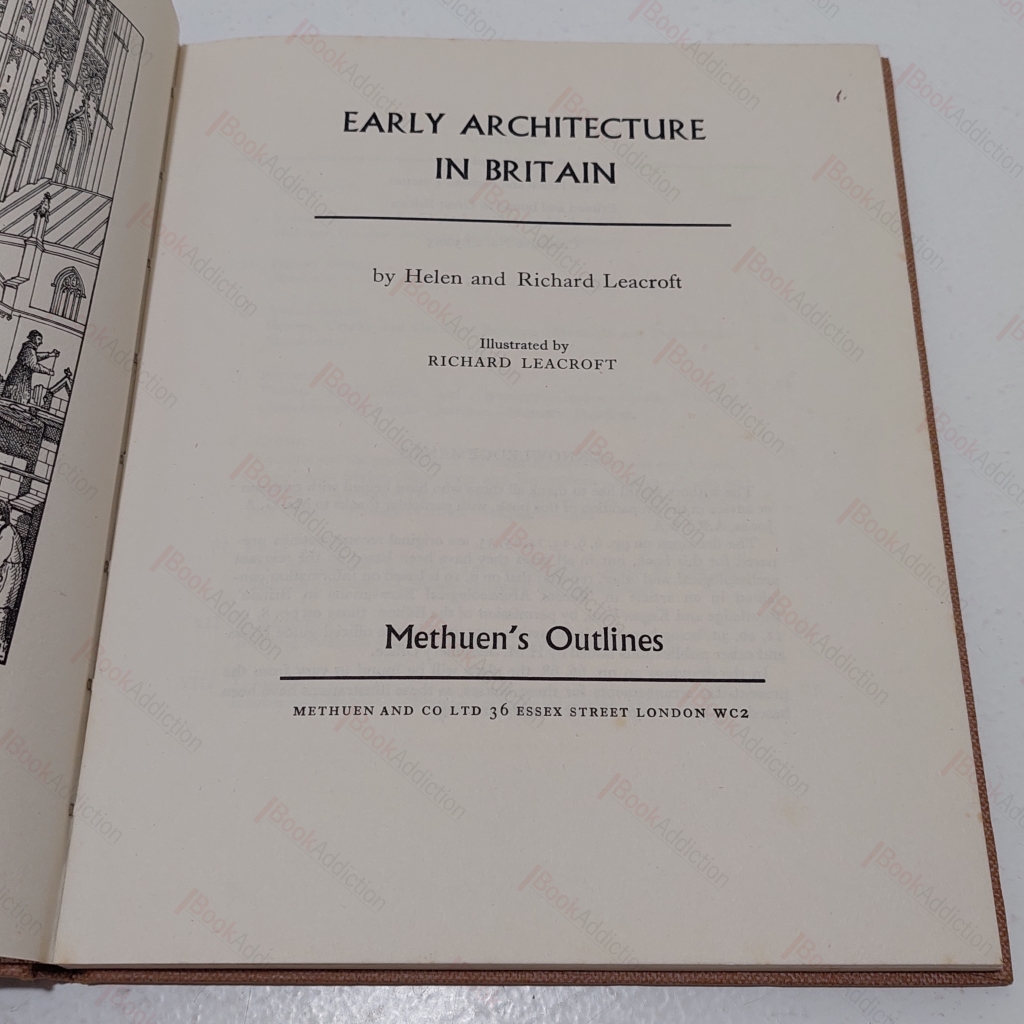 EARLY ARCHITECTURE
IN BRITAIN
by Helen and Richard Leacroft
Illustrated by
RICHARD LEACROFT
Methuen's Outlines
METHUEN AND CO LTD 36 ESSEX STREET LONDON WC2
BookAddiction